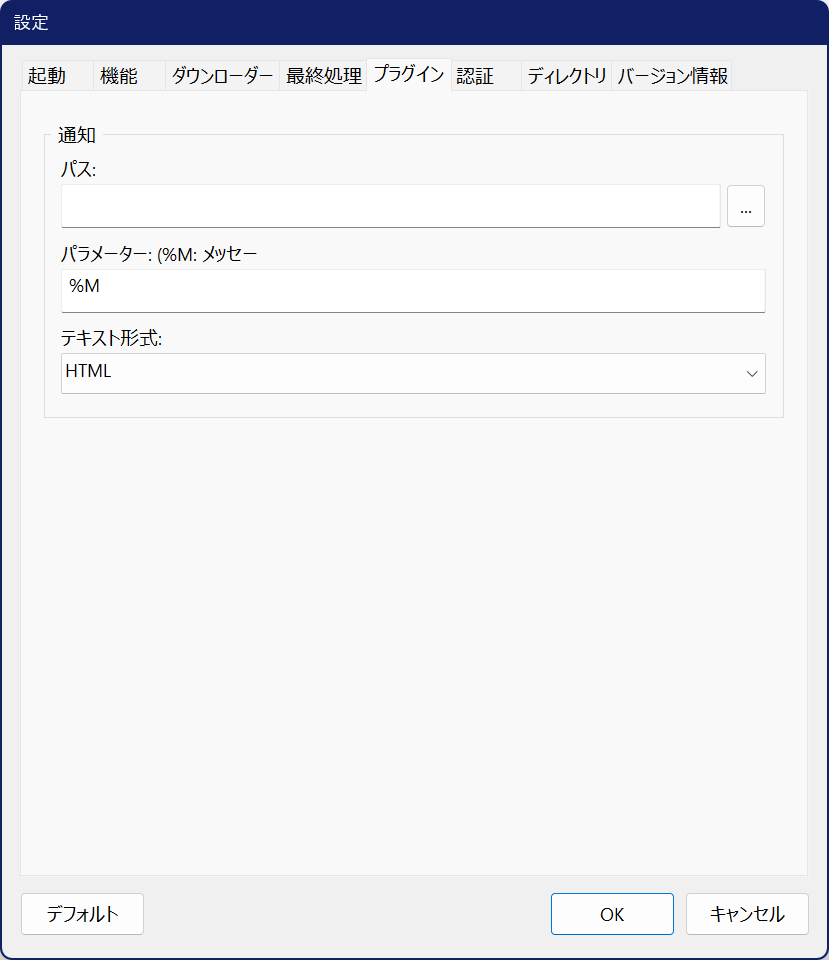 設定
起動 機能 ダウンローダー 最終処理 プラグイン 認証 ディレクトリ バージョン情報
通知
パス:
...
パラメーター: (%M: メッセー
%M
テキスト形式:
HTML
デフォルト OK キャンセル